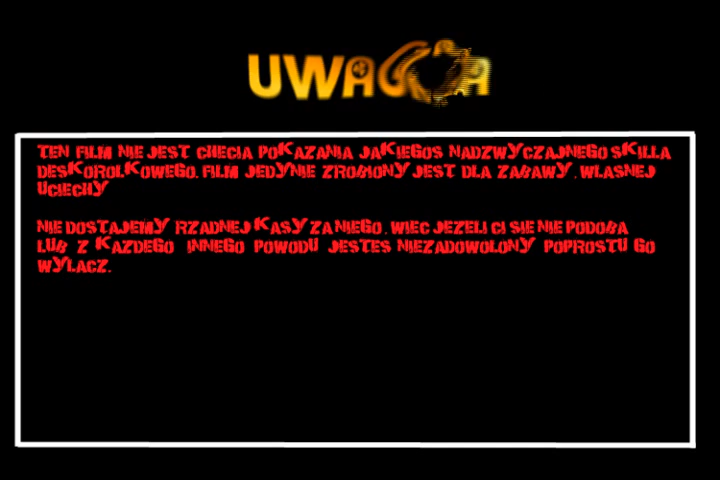 UWAGA
TEN FILM NIE JEST CHECIA POKAZANIA JAKIEGOS NADZWYCZAJNEGO SKILLA
DESKOROLKOWEGO. FILM JEDYNIE ZROBIONY JEST DLA ZABAWY . WLASNEJ
UCIECHY
NIE DOSTAJEMY RZADNEJ KASY ZA NIEGO . WIEC JEZELI CI SIE NIE PODOBA
LUB Z KAZDEGO INNEGO POWODU JESTES NIEZADOWOLONY POPROSTU GO
WYLACZ.